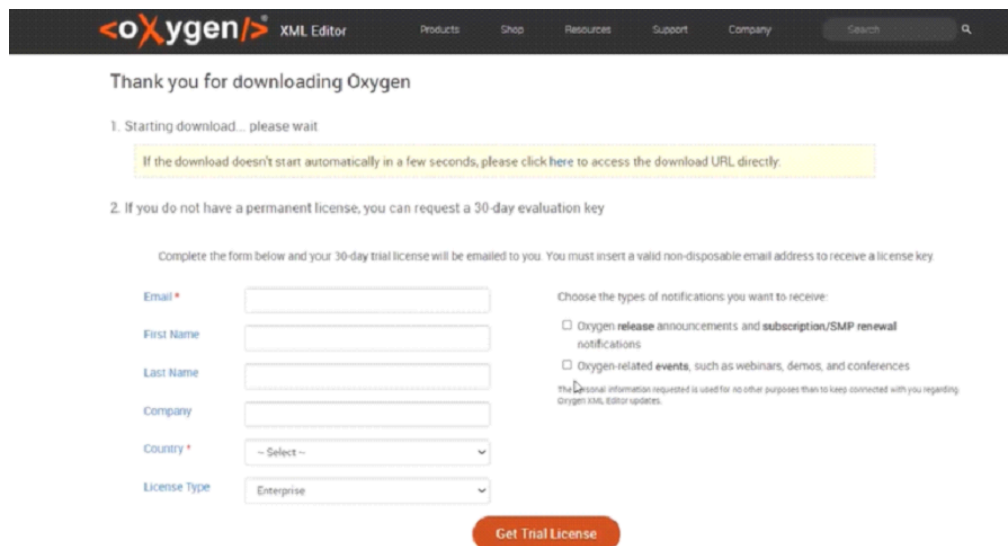 <oXygen/> XML Editor Products Shop Resources Support Company Search
Thank you for downloading Oxygen
1. Starting download... please wait
If the download doesn't start automatically in a few seconds, please click here to access the download URL directly.
2. If you do not have a permanent license, you can request a 30-day evaluation key
Complete the form below and your 30-day trial license will be emailed to you. You must insert a valid non-disposable email address to receive a license key.
Email *
First Name
Last Name
Company
Country * -- Select --
License Type Enterprise
Choose the types of notifications you want to receive:
Oxygen release announcements and subscription/SMP renewal
notifications
Oxygen-related events, such as webinars, demos, and conferences
The personal information requested is used for no other purposes than to keep connected with you regarding
Oxygen XML Editor updates.
Get Trial License